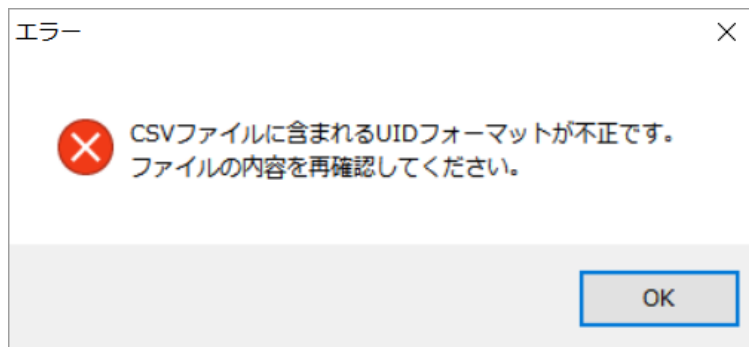 エラー
CSVファイルに含まれるUIDフォーマットが不正です。
ファイルの内容を再確認してください。
OK